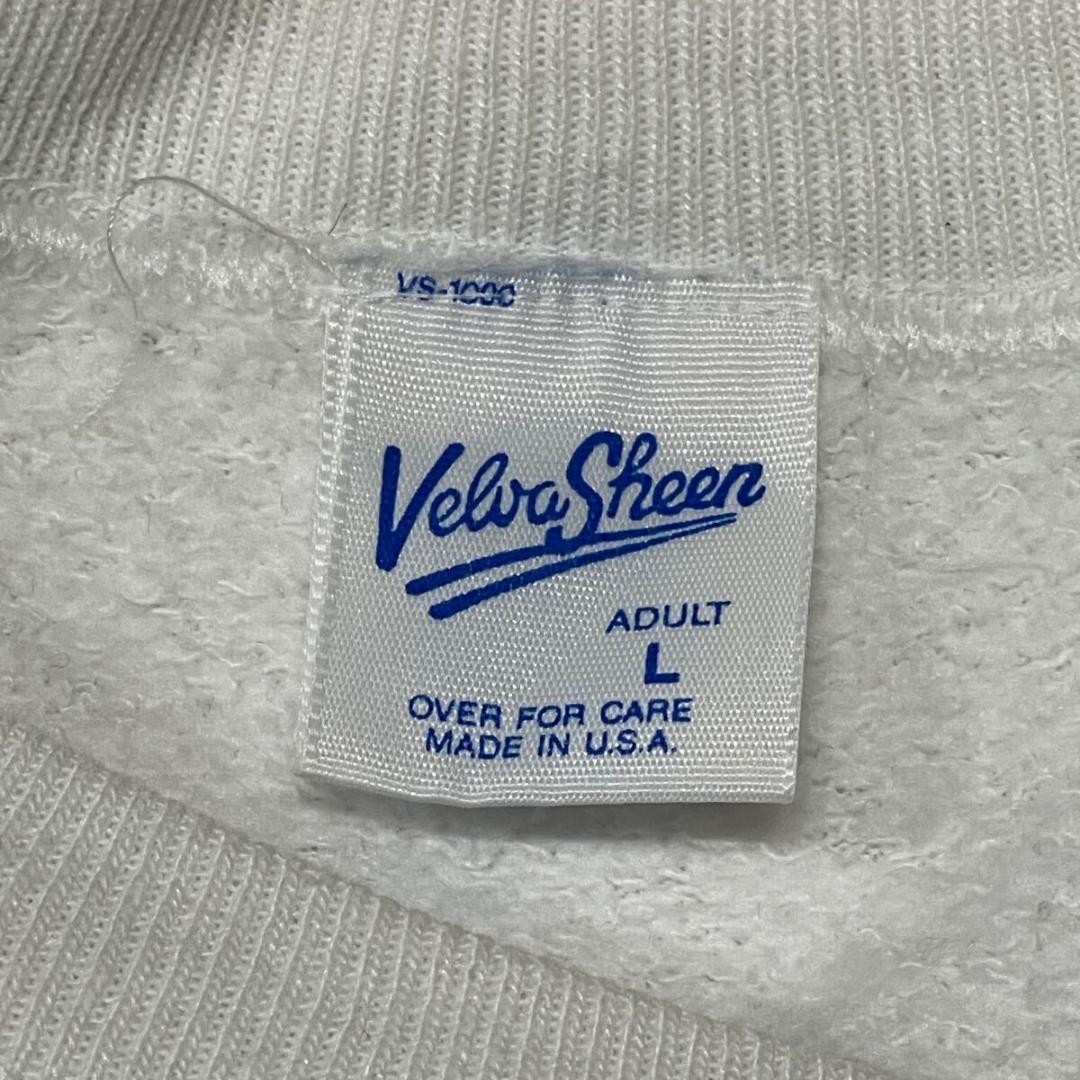 VS-1000
Velva Sheen
ADULT
L
OVER FOR CARE
MADE IN U.S.A.